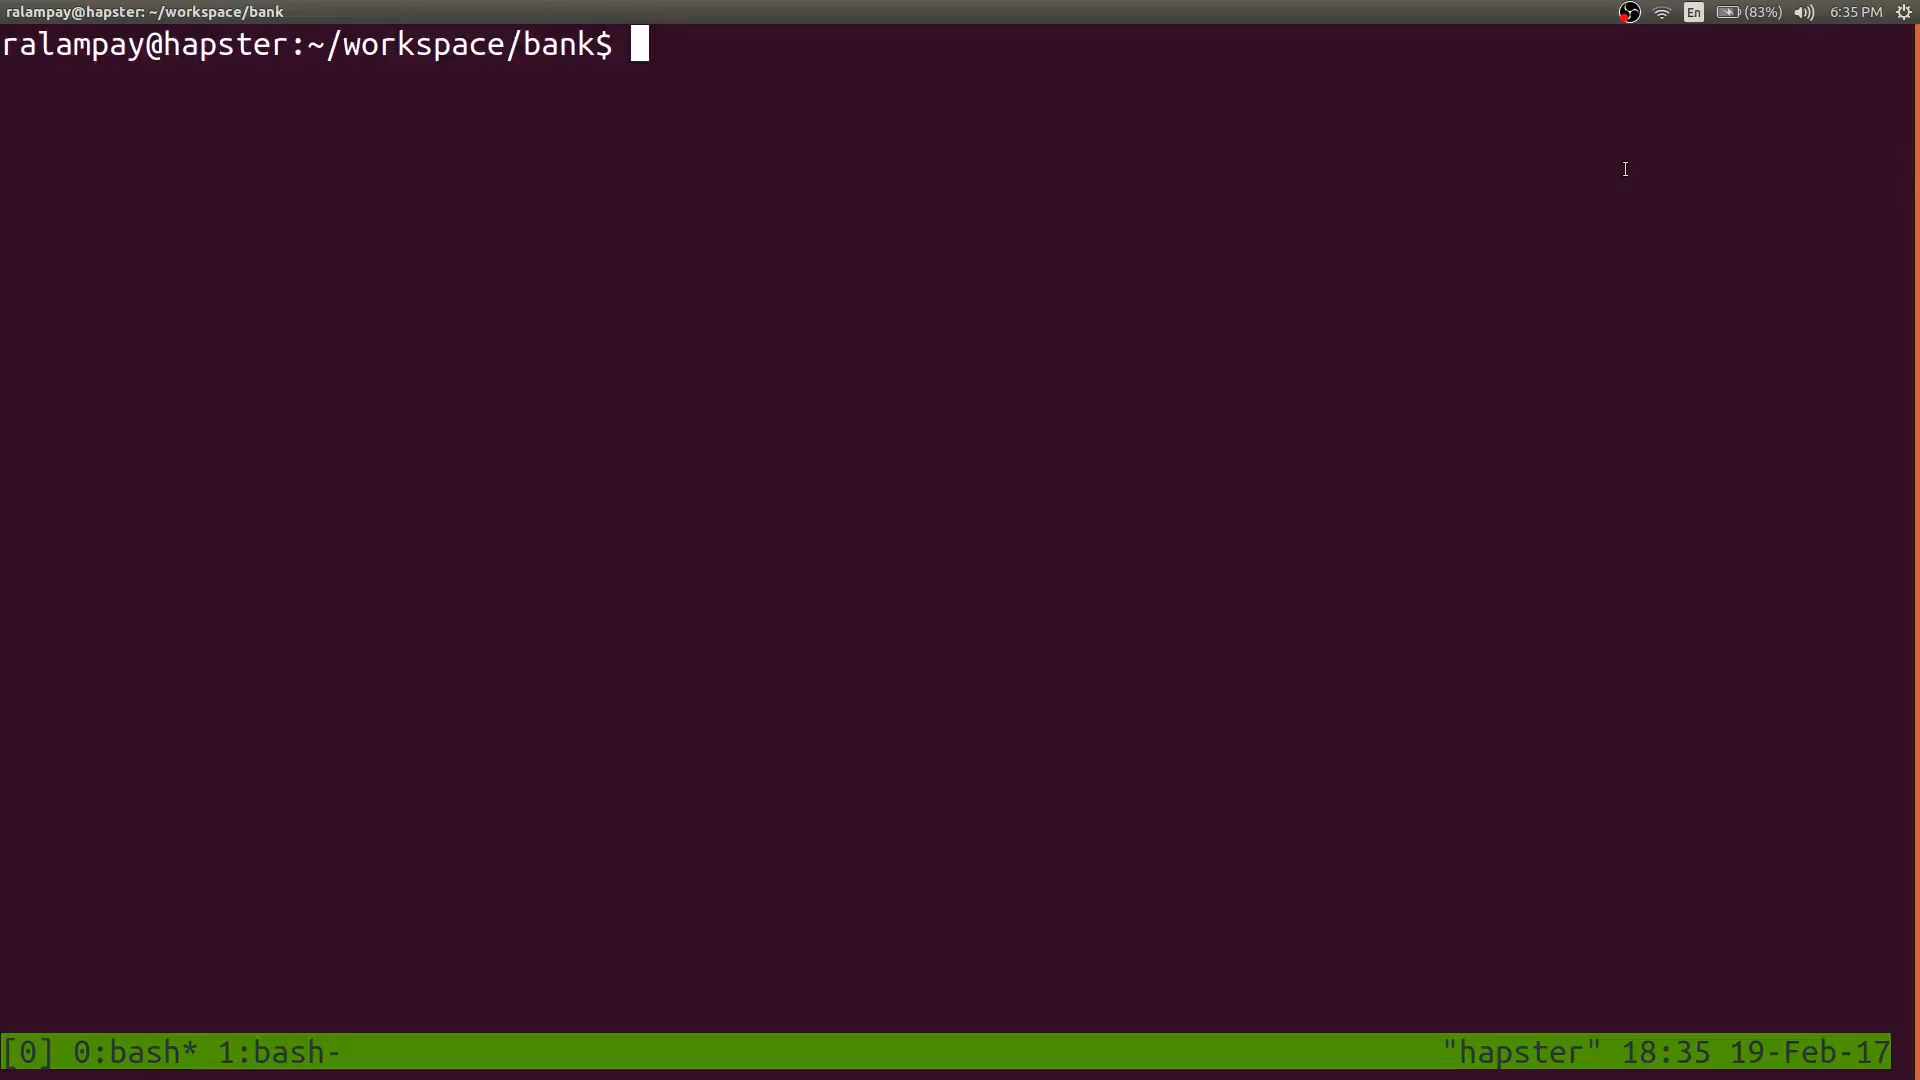 ralampay@hapster: ~/workspace/bank
En (83%) 6:35 PM
ralampay@hapster:~/workspace/bank$
[0] 0:bash* 1:bash- "hapster" 18:35 19-Feb-17